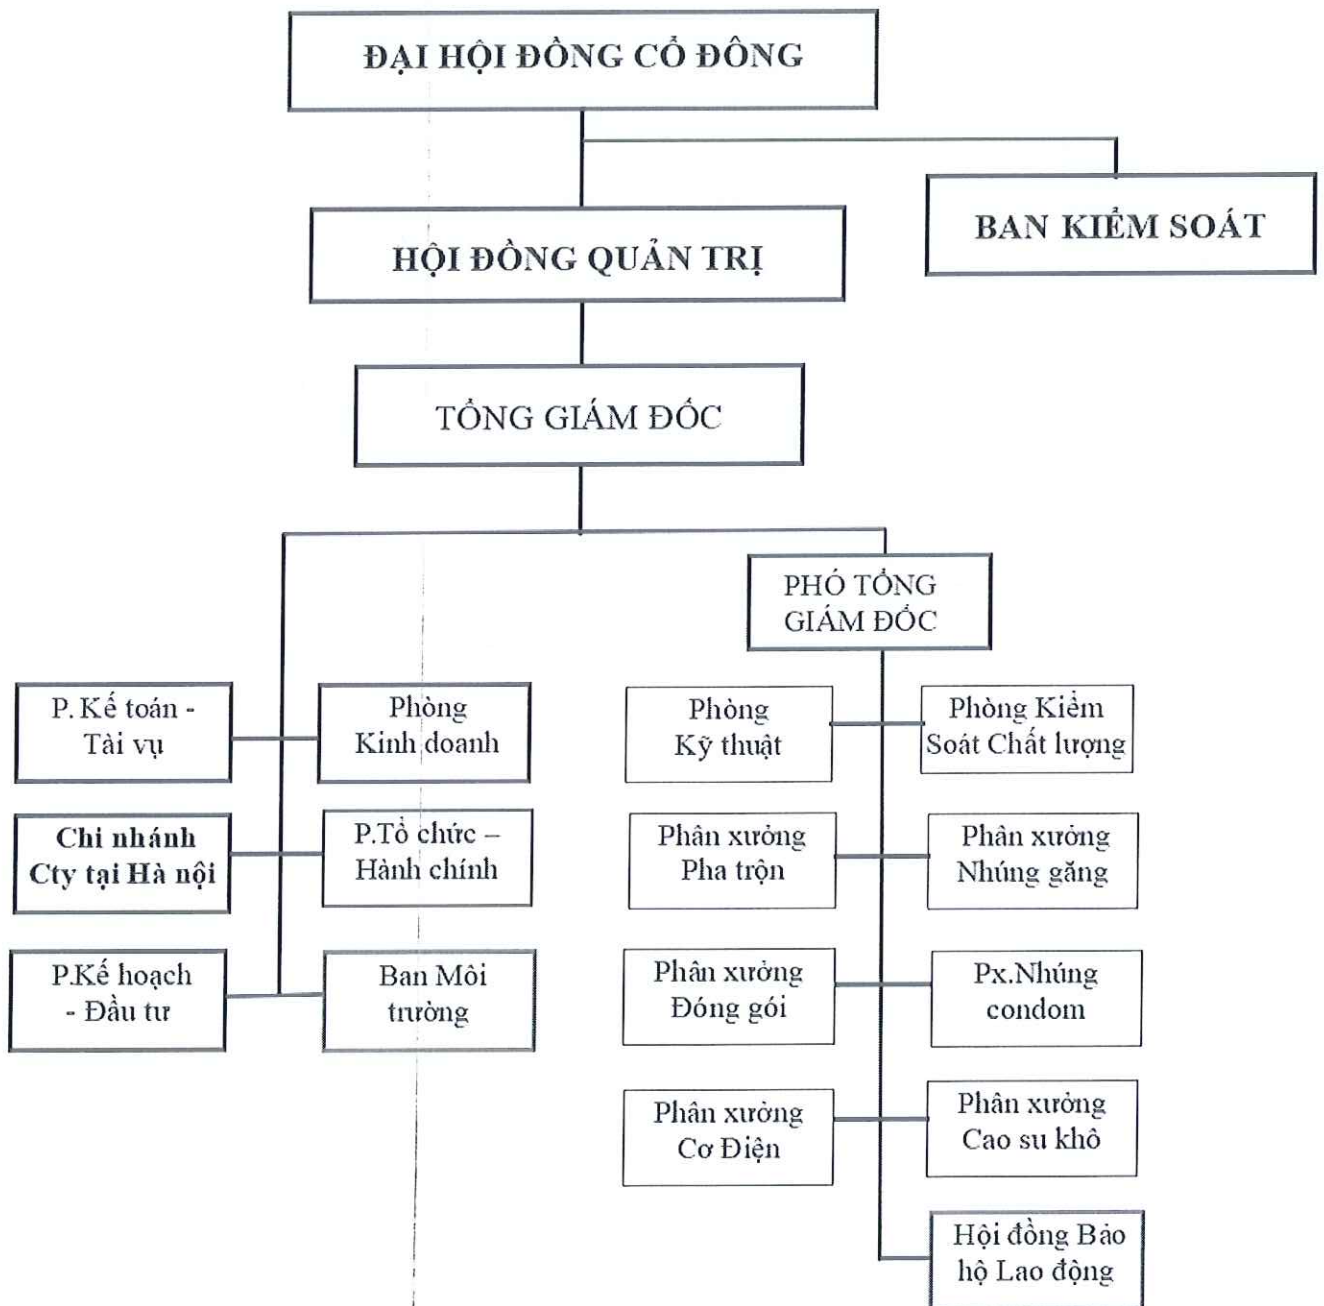 ĐẠI HỘI ĐỒNG CỔ ĐÔNG
BAN KIỂM SOÁT
HỘI ĐỒNG QUẢN TRỊ
TỔNG GIÁM ĐỐC
PHÓ TỔNG
GIÁM ĐỐC
P. Kế toán -
Tài vụ
Phòng
Kinh doanh
Chi nhánh
Cty tại Hà nội
P.Tổ chức –
Hành chính
P.Kế hoạch
- Đầu tư
Ban Môi
trường
Phòng
Kỹ thuật
Phòng Kiểm
Soát Chất lượng
Phân xưởng
Pha trộn
Phân xưởng
Nhúng găng
Phân xưởng
Đóng gói
Px.Nhúng
condom
Phân xưởng
Cơ Điện
Phân xưởng
Cao su khô
Hội đồng Bảo
hộ Lao động